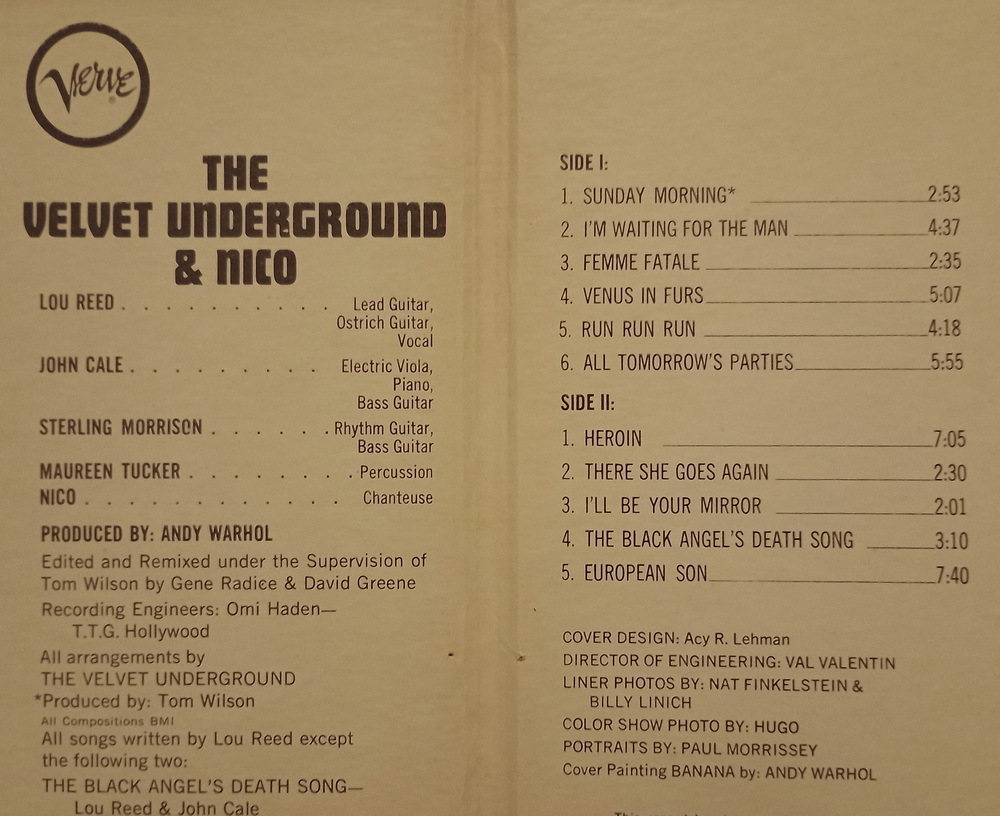 Verve
THE
VELVET UNDERGROUND
& NICO
LOU REED . . . . . . . . . . Lead Guitar,
Ostrich Guitar,
Vocal
JOHN CALE . . . . . . . . . Electric Viola,
Piano,
Bass Guitar
STERLING MORRISON . . . . . . Rhythm Guitar,
Bass Guitar
MAUREEN TUCKER . . . . . . . . Percussion
NICO . . . . . . . . . . . . Chanteuse
PRODUCED BY: ANDY WARHOL
Edited and Remixed under the Supervision of
Tom Wilson by Gene Radice & David Greene
Recording Engineers: Omi Haden—
T.T.G. Hollywood
All arrangements by
THE VELVET UNDERGROUND
*Produced by: Tom Wilson
All Compositions BMI
All songs written by Lou Reed except
the following two:
THE BLACK ANGEL'S DEATH SONG—
Lou Reed & John Cale
SIDE I:
1. SUNDAY MORNING* 2:53
2. I'M WAITING FOR THE MAN 4:37
3. FEMME FATALE 2:35
4. VENUS IN FURS 5:07
5. RUN RUN RUN 4:18
6. ALL TOMORROW'S PARTIES 5:55
SIDE II:
1. HEROIN 7:05
2. THERE SHE GOES AGAIN 2:30
3. I'LL BE YOUR MIRROR 2:01
4. THE BLACK ANGEL'S DEATH SONG 3:10
5. EUROPEAN SON 7:40
COVER DESIGN: Acy R. Lehman
DIRECTOR OF ENGINEERING: VAL VALENTIN
LINER PHOTOS BY: NAT FINKELSTEIN &
BILLY LINICH
COLOR SHOW PHOTO BY: HUGO
PORTRAITS BY: PAUL MORRISSEY
Cover Painting BANANA by: ANDY WARHOL